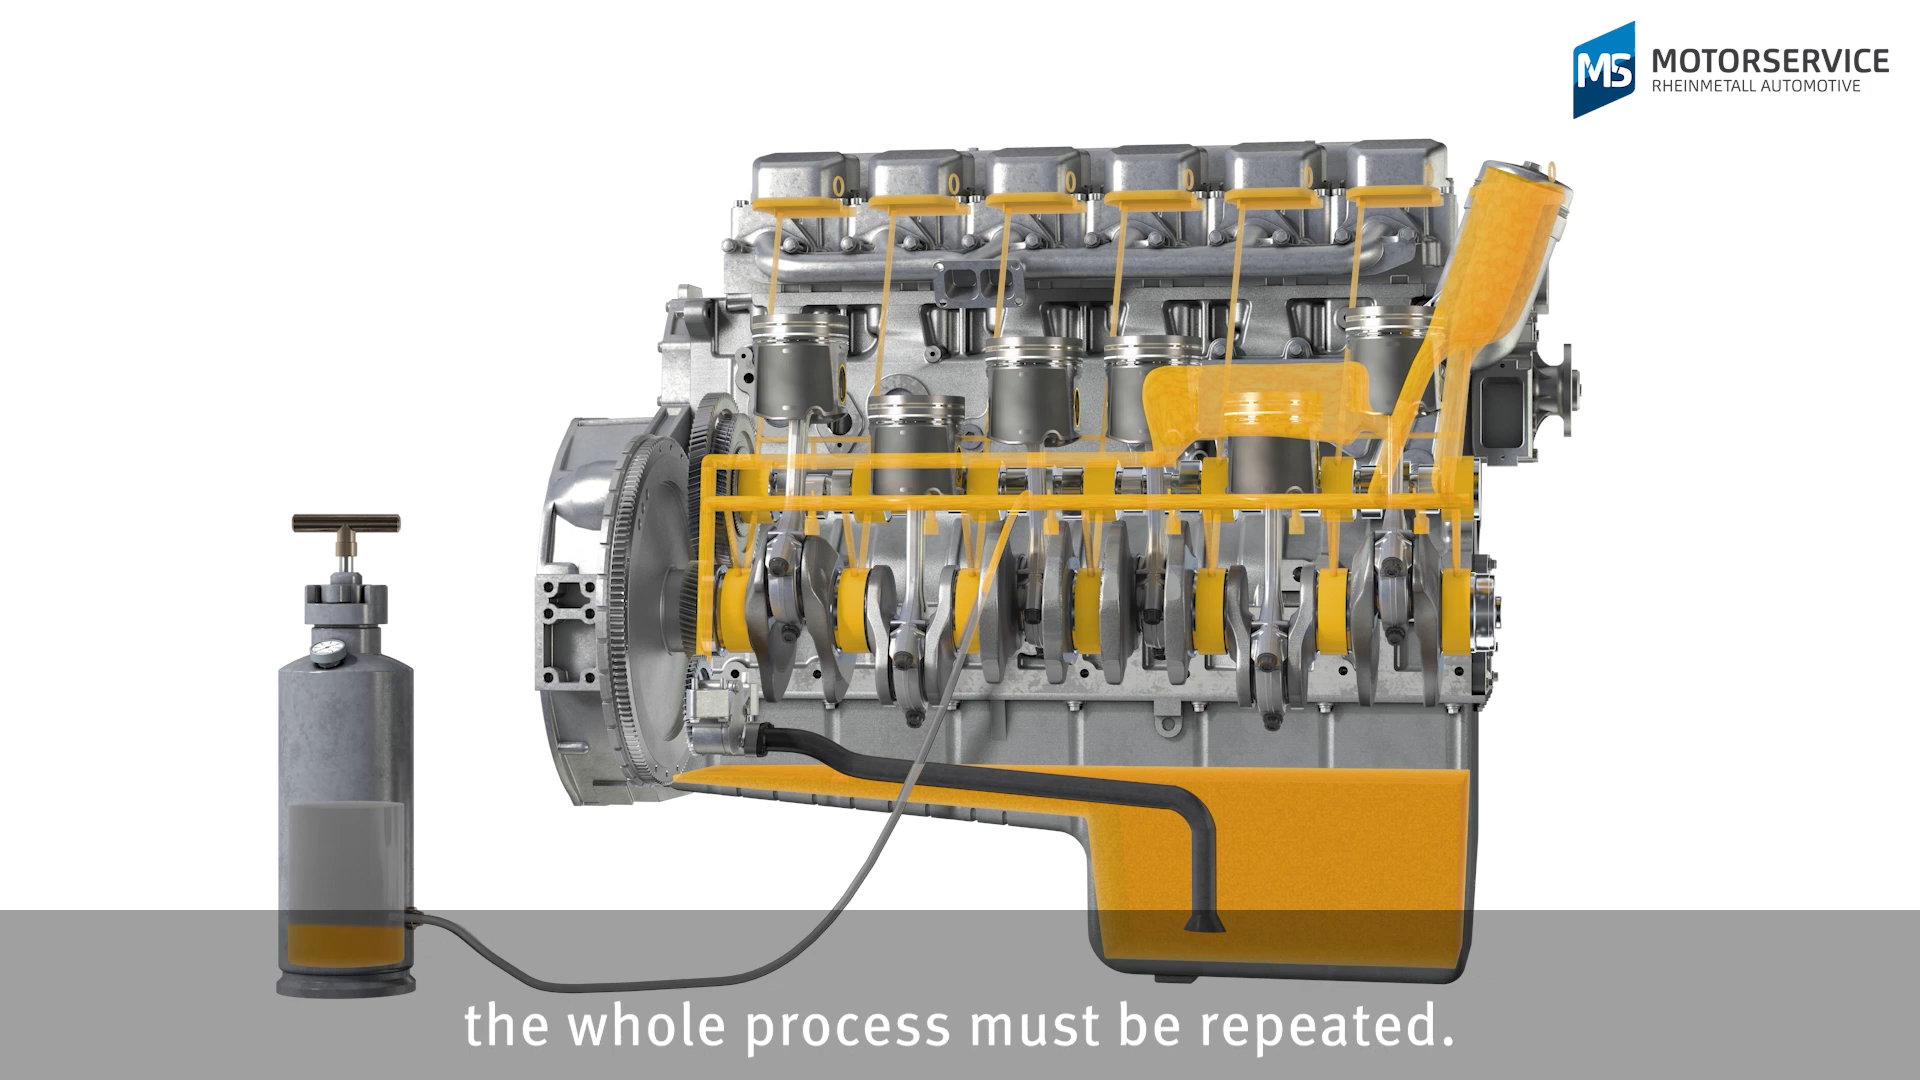 MS MOTORSERVICE
RHEINMETALL AUTOMOTIVE
the whole process must be repeated.